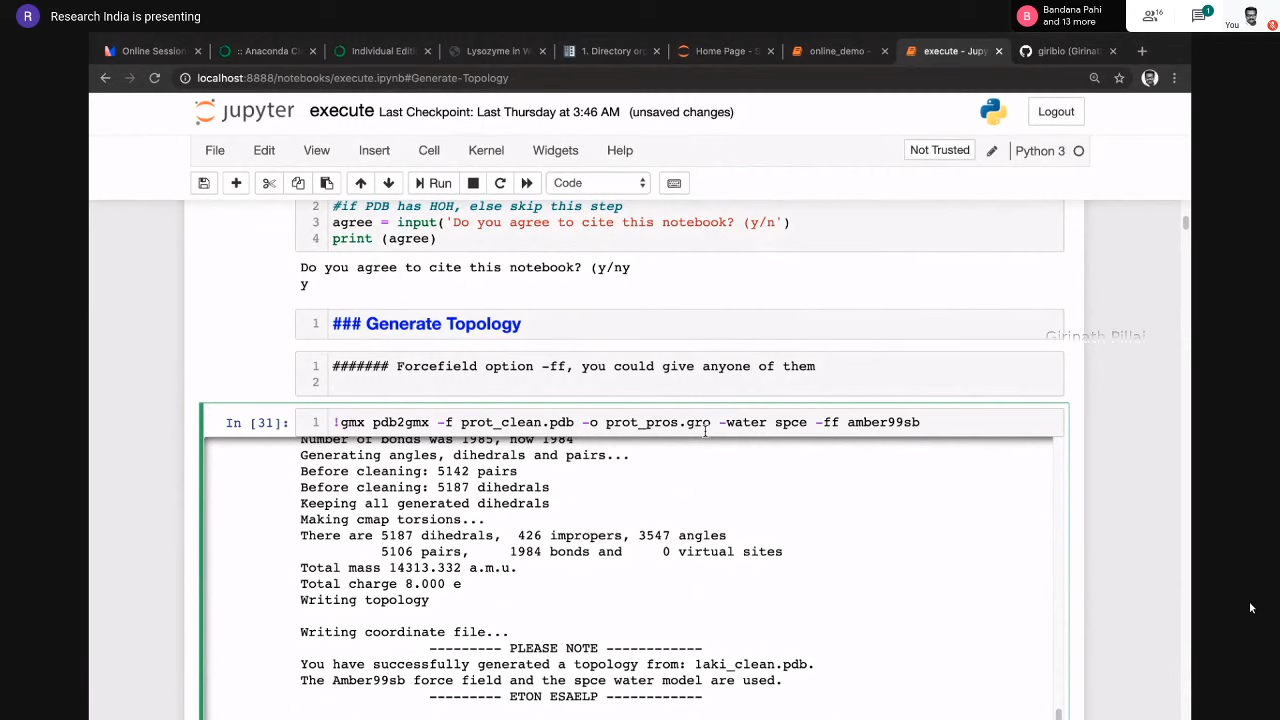 R Research India is presenting
B Bandana Pahi
and 13 more
16
1
You
Online Session
:: Anaconda Cl
Individual Editi
Lysozyme in W
1. Directory or
Home Page - S
online_demo -
execute - Jupy
giribio (Girinat
localhost:8888/notebooks/execute.ipynb#Generate-Topology
jupyter execute Last Checkpoint: Last Thursday at 3:46 AM (unsaved changes)
Logout
File Edit View Insert Cell Kernel Widgets Help
Not Trusted Python 3
Run Code
2 #if PDB has HOH, else skip this step
3 agree = input('Do you agree to cite this notebook? (y/n')
4 print (agree)
Do you agree to cite this notebook? (y/ny
y
1 ### Generate Topology
Girinath Pillai
1 ####### Forcefield option -ff, you could give anyone of them
2
In [31]: 1 !gmx pdb2gmx -f prot_clean.pdb -o prot_pros.gro -water spce -ff amber99sb
Number of bonds was 1985, now 1984
Generating angles, dihedrals and pairs...
Before cleaning: 5142 pairs
Before cleaning: 5187 dihedrals
Keeping all generated dihedrals
Making cmap torsions...
There are 5187 dihedrals, 426 impropers, 3547 angles
5106 pairs, 1984 bonds and 0 virtual sites
Total mass 14313.332 a.m.u.
Total charge 8.000 e
Writing topology
Writing coordinate file...
--------- PLEASE NOTE ------------
You have successfully generated a topology from: 1aki_clean.pdb.
The Amber99sb force field and the spce water model are used.
--------- ETON ESAELP ------------